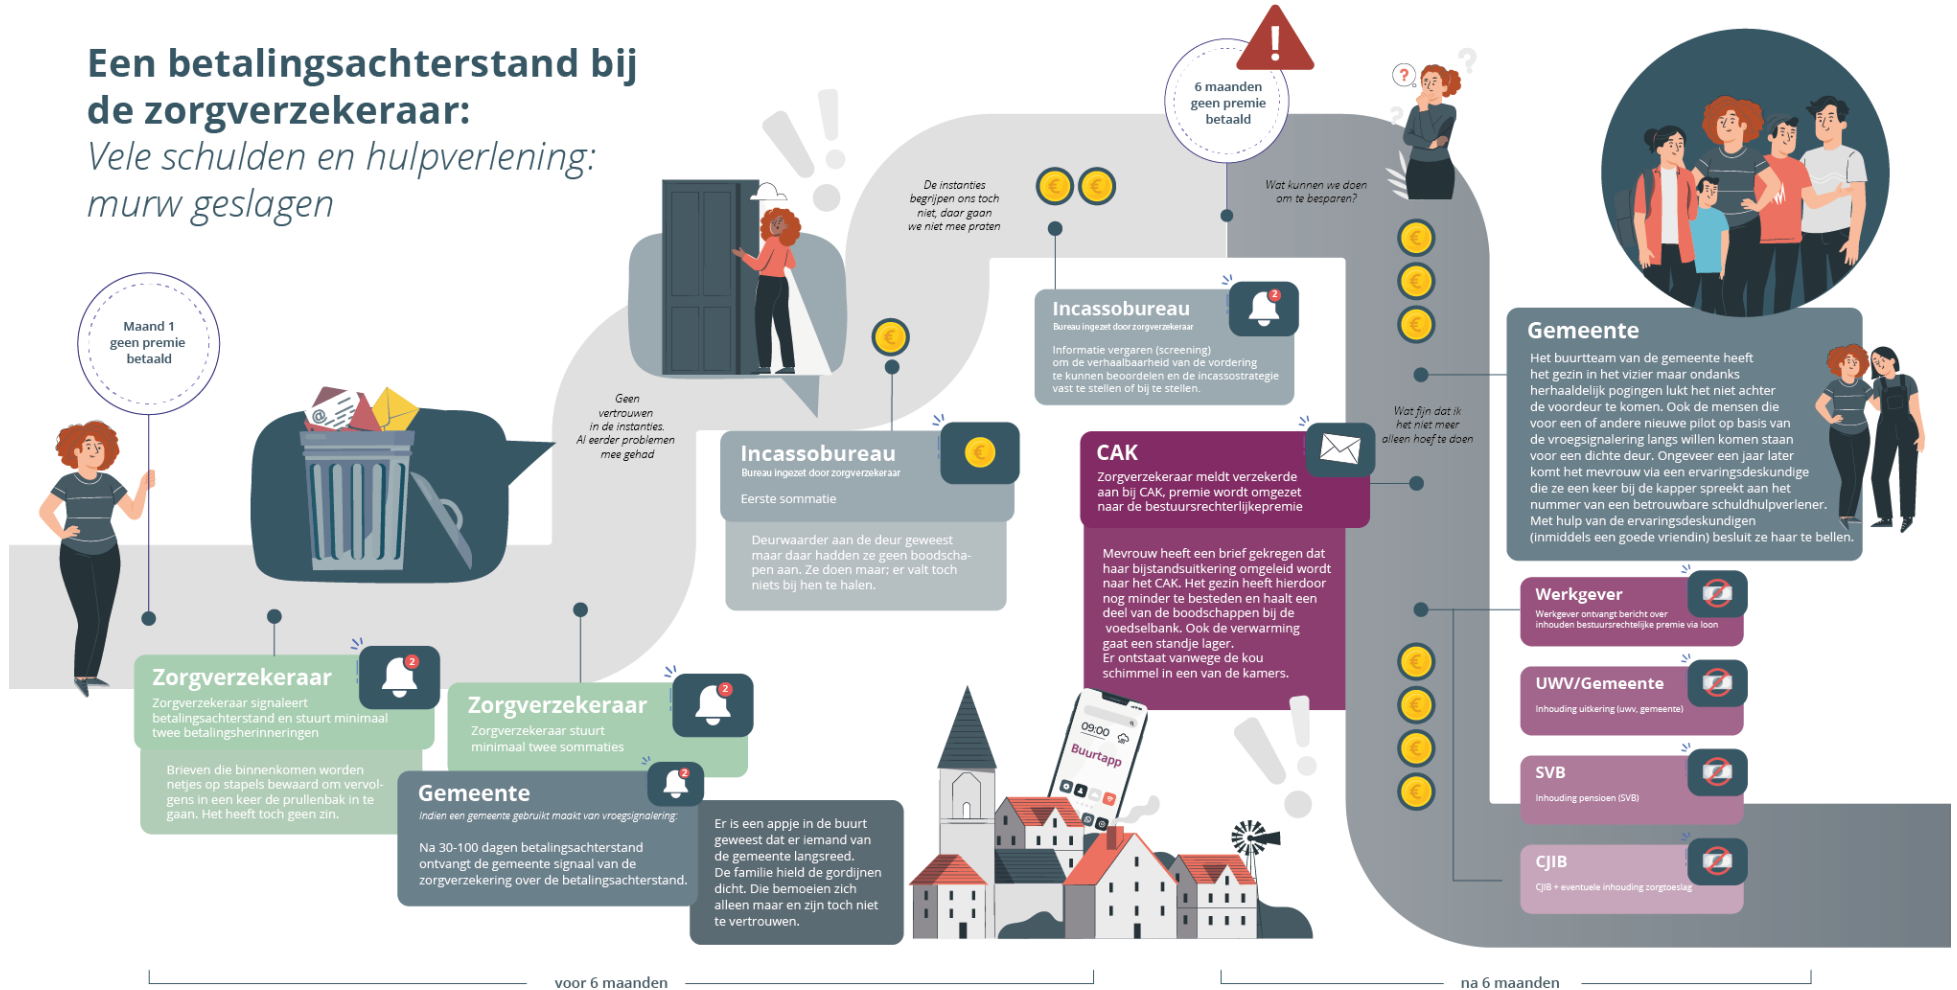 Een betalingsachterstand bij
de zorgverzekeraar:
Vele schulden en hulpverlening:
murw geslagen
Maand 1
geen premie
betaald
Zorgverzekeraar
2
Zorgverzekeraar signaleert
betalingsachterstand en stuurt minimaal
twee betalingsherinneringen
Brieven die binnenkomen worden
netjes op stapels bewaard om vervol-
gens in een keer de prullenbak in te
gaan. Het heeft toch geen zin.
@
Zorgverzekeraar
2
Zorgverzekeraar stuurt
minimaal twee sommaties
Gemeente
2
Indien een gemeente gebruikt maakt van vroegsignalering:
Na 30-100 dagen betalingsachterstand
ontvangt de gemeente signaal van de
zorgverzekering over de betalingsachterstand.
Er is een appje in de buurt
geweest dat er iemand van
de gemeente langsreed.
De familie hield de gordijnen
dicht. Die bemoeien zich
alleen maar en zijn toch niet
te vertrouwen.
Geen
vertrouwen
in de instanties.
Al eerder problemen
mee gehad
€
Incassobureau
€
Bureau ingezet door zorgverzekeraar
Eerste sommatie
Deurwaarder aan de deur geweest
maar daar hadden ze geen boodscha-
pen aan. Ze doen maar; er valt toch
niets bij hen te halen.
De instanties
begrijpen ons toch
niet, daar gaan
we niet mee praten
€ €
Incassobureau
2
Bureau ingezet door zorgverzekeraar
Informatie vergaren (screening)
om de verhaalbaarheid van de vordering
te kunnen beoordelen en de incassostrategie
vast te stellen of bij te stellen.
!
6 maanden
geen premie
betaald
Wat kunnen we doen
om te besparen?
?
?
?
€
€
€
CAK
Zorgverzekeraar meldt verzekerde
aan bij CAK, premie wordt omgezet
naar de bestuursrechterlijkepremie
Mevrouw heeft een brief gekregen dat
haar bijstandsuitkering omgeleid wordt
naar het CAK. Het gezin heeft hierdoor
nog minder te besteden en haalt een
deel van de boodschappen bij de
voedselbank. Ook de verwarming
gaat een standje lager.
Er ontstaat vanwege de kou
schimmel in een van de kamers.
09:00
Buurtapp
Wat fijn dat ik
het niet meer
alleen hoef te doen
€
€
€
€
Gemeente
Het buurtteam van de gemeente heeft
het gezin in het vizier maar ondanks
herhaaldelijk pogingen lukt het niet achter
de voordeur te komen. Ook de mensen die
voor een of andere nieuwe pilot op basis van
de vroegsignalering langs willen komen staan
voor een dichte deur. Ongeveer een jaar later
komt het mevrouw via een ervaringsdeskundige
die ze een keer bij de kapper spreekt aan het
nummer van een betrouwbare schuldhulpverlener.
Met hulp van de ervaringsdeskundigen
(inmiddels een goede vriendin) besluit ze haar te bellen.
Werkgever
Werkgever ontvangt bericht over
inhouden bestuursrechtelijke premie via loon
UWV/Gemeente
Inhouding uitkering (uwv, gemeente)
SVB
Inhouding pensioen (SVB)
CJIB
CJIB + eventuele inhouding zorgtoeslag
voor 6 maanden
na 6 maanden